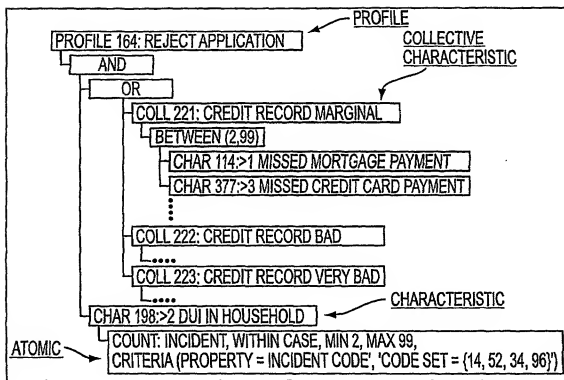 PROFILE
PROFILE 164: REJECT APPLICATION
COLLECTIVE
CHARACTERISTIC
AND
OR
COLL 221: CREDIT RECORD MARGINAL
BETWEEN (2,99)
CHAR 114:>1 MISSED MORTGAGE PAYMENT
CHAR 377:>3 MISSED CREDIT CARD PAYMENT
COLL 222: CREDIT RECORD BAD
COLL 223: CREDIT RECORD VERY BAD
CHAR 198:>2 DUI IN HOUSEHOLD
CHARACTERISTIC
ATOMIC
COUNT: INCIDENT, WITHIN CASE, MIN 2, MAX 99,
CRITERIA (PROPERTY = INCIDENT CODE', 'CODE SET = {14, 52, 34, 96}')